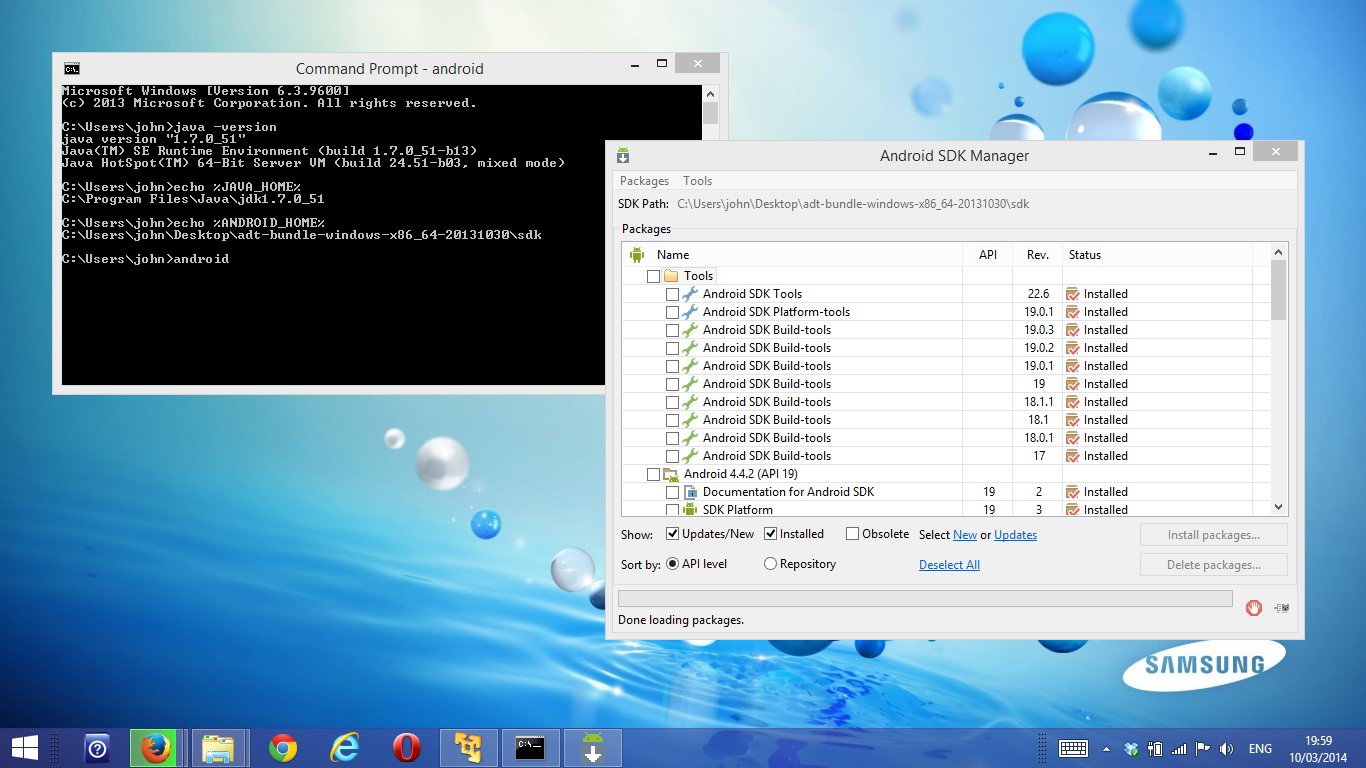 Command Prompt - android
Microsoft Windows [Version 6.3.9600]
(c) 2013 Microsoft Corporation. All rights reserved.
C:\Users\john>java -version
java version "1.7.0_51"
Java(TM) SE Runtime Environment (build 1.7.0_51-b13)
Java HotSpot(TM) 64-Bit Server VM (build 24.51-b03, mixed mode)
C:\Users\john>echo %JAVA_HOME%
C:\Program Files\Java\jdk1.7.0_51
C:\Users\john>echo %ANDROID_HOME%
C:\Users\john\Desktop\adt-bundle-windows-x86_64-20131030\sdk
C:\Users\john>android
Android SDK Manager
Packages Tools
SDK Path: C:\Users\john\Desktop\adt-bundle-windows-x86_64-20131030\sdk
Packages
Name API Rev. Status
Tools
Android SDK Tools 22.6 Installed
Android SDK Platform-tools 19.0.1 Installed
Android SDK Build-tools 19.0.3 Installed
Android SDK Build-tools 19.0.2 Installed
Android SDK Build-tools 19.0.1 Installed
Android SDK Build-tools 19 Installed
Android SDK Build-tools 18.1.1 Installed
Android SDK Build-tools 18.1 Installed
Android SDK Build-tools 18.0.1 Installed
Android SDK Build-tools 17 Installed
Android 4.4.2 (API 19)
Documentation for Android SDK 19 2 Installed
SDK Platform 19 3 Installed
Show: Updates/New Installed Obsolete Select New or Updates Install packages...
Sort by: API level Repository Deselect All Delete packages...
Done loading packages.
SAMSUNG
ENG 19:59
10/03/2014